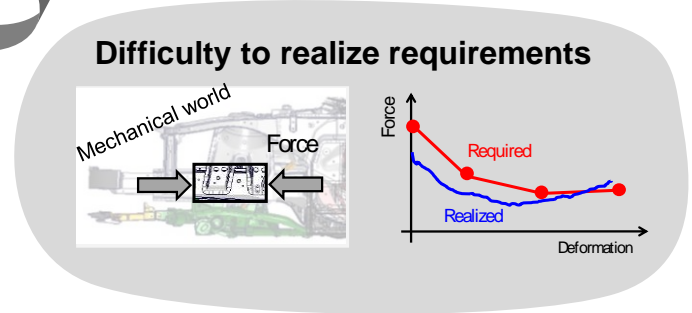 Difficulty to realize requirements
Mechanical world
Force
Force
Required
Realized
Deformation